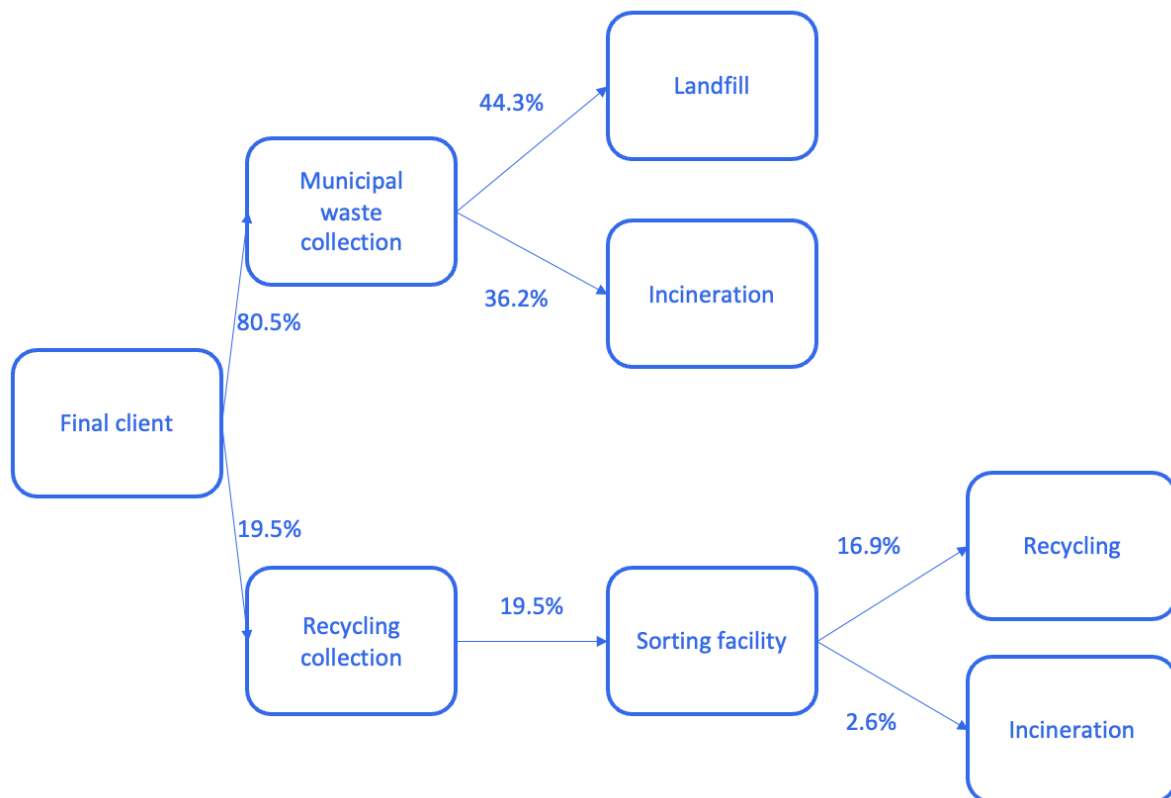 Landfill
44.3%
Municipal
waste
collection
Incineration
36.2%
80.5%
Final client
19.5%
Recycling
16.9%
19.5%
Recycling
collection
Sorting facility
2.6%
Incineration